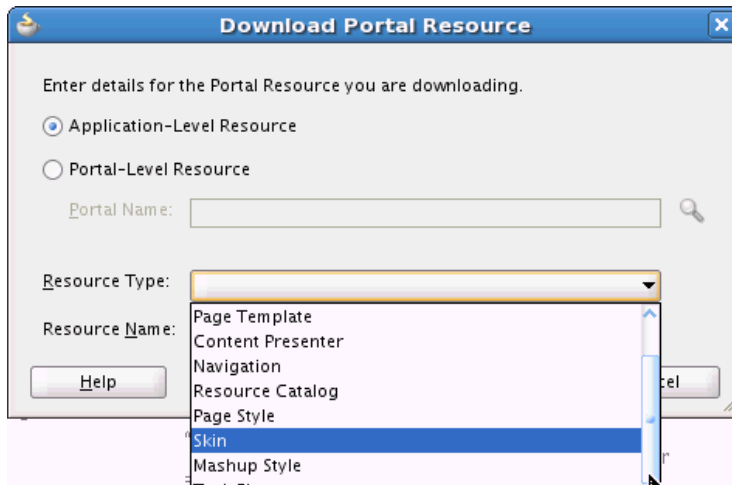 Download Portal Resource
Enter details for the Portal Resource you are downloading.
Application-Level Resource
Portal-Level Resource
Portal Name:
Resource Type:
Page Template
Resource Name:
Content Presenter
Navigation
Help
Resource Catalog
Page Style
Skin
Mashup Style